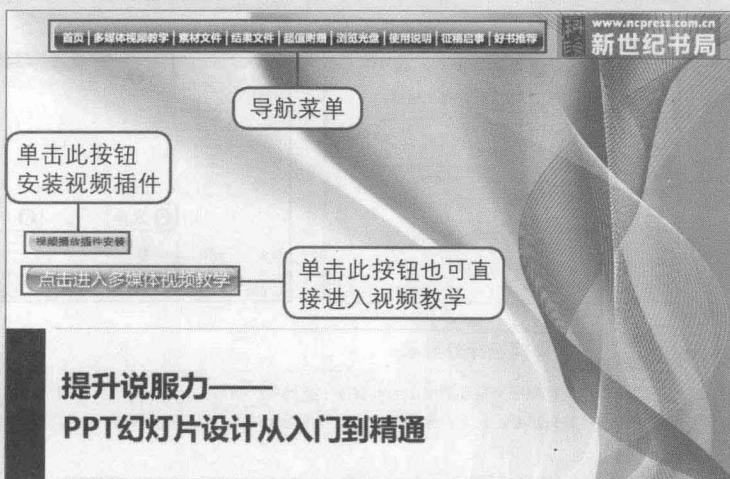 www.ncpress.com.cn
新世纪书局
首页 | 多媒体视频教学 | 素材文件 | 结果文件 | 超值附赠 | 浏览光盘 | 使用说明 | 征稿启事 | 好书推荐
导航菜单
单击此按钮
安装视频插件
视频播放插件安装
点击进入多媒体视频教学
单击此按钮也可直
接进入视频教学
提升说服力——
PPT幻灯片设计从入门到精通